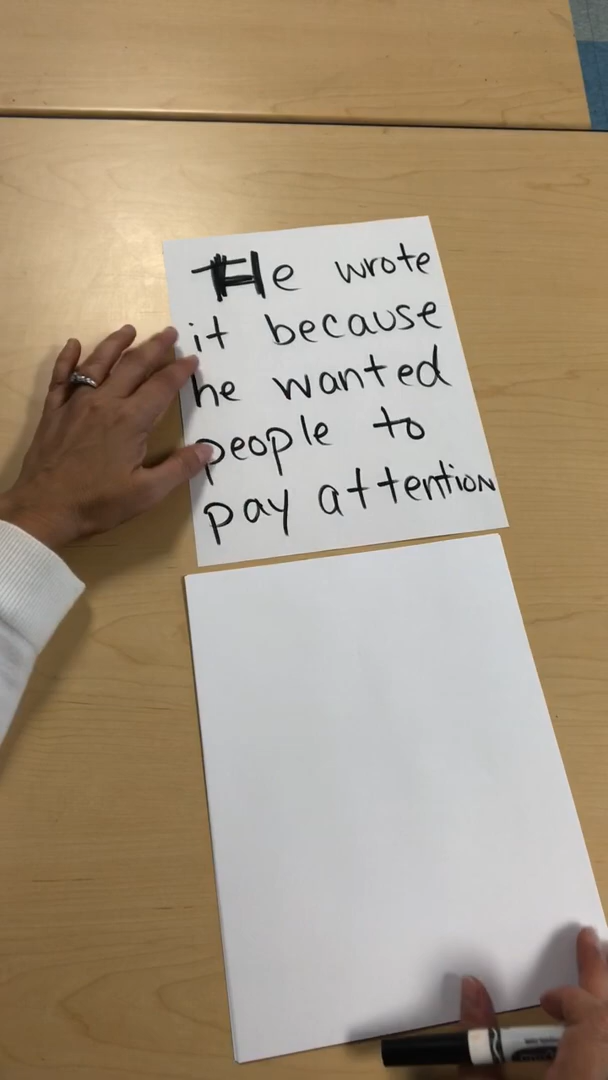 He wrote
it because
he wanted
people to
pay attention